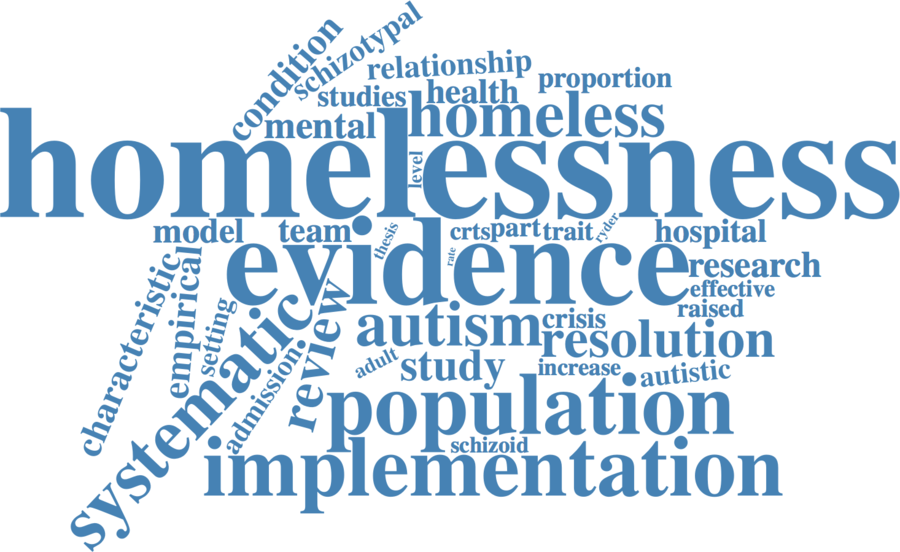 condition
schizotypal
relationship
proportion
studies
health
mental
homeless
homelessness
level
model
team
thesis
crts
part
trait
ryder
hospital
evidence
rate
research
characteristic
empirical
setting
systematic
review
effective
raised
autism
crisis
resolution
admission
adult
study
increase
autistic
population
schizoid
implementation